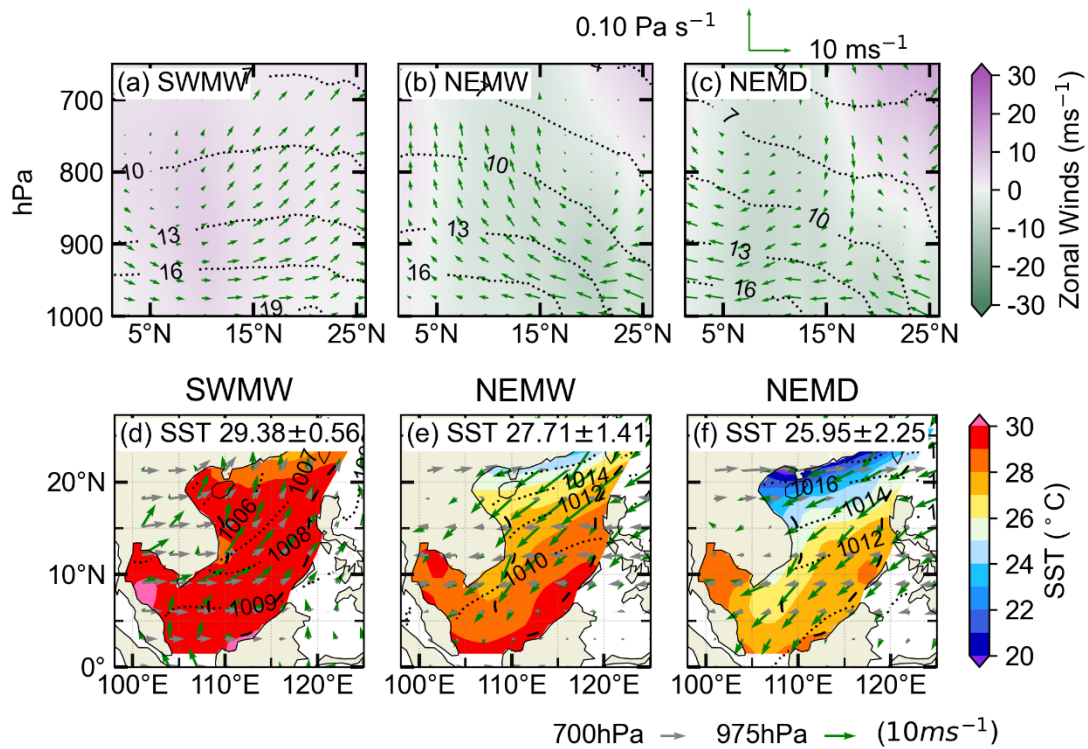 0.10 Pa s⁻¹
10 ms⁻¹
(a) SWMW
(b) NEMW
(c) NEMD
7
10
13
16
19
4
7
10
13
16
4
7
10
13
16
hPa
700
800
900
1000
5°N
15°N
25°N
5°N
15°N
25°N
5°N
15°N
25°N
30
20
10
0
-10
-20
-30
Zonal Winds (ms⁻¹)
SWMW
NEMW
NEMD
(d) SST 29.38±0.56
(e) SST 27.71±1.41
(f) SST 25.95±2.25
1007
1006
1008
1009
1014
1012
1010
1016
1014
1012
20°N
10°N
0°
100°E
110°E
120°E
100°E
110°E
120°E
100°E
110°E
120°E
30
28
26
24
22
20
SST (°C)
700hPa
975hPa
(10ms⁻¹)